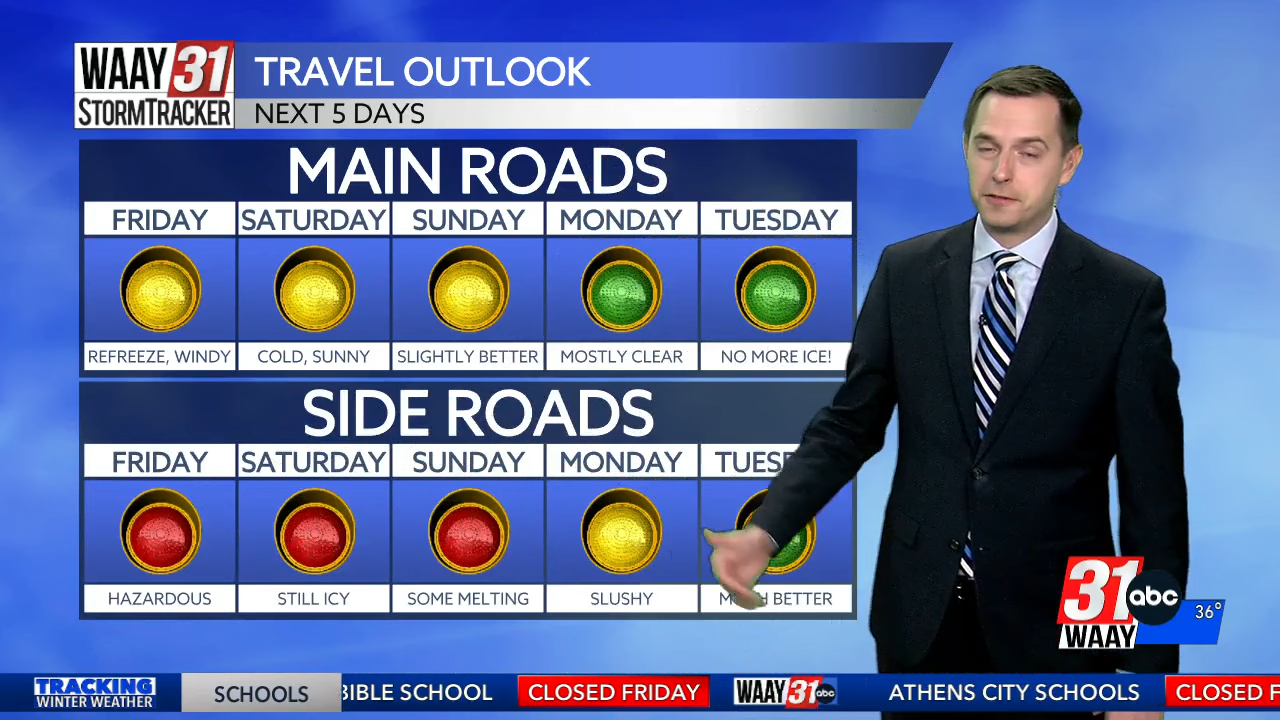 WAAY 31
STORMTRACKER
TRAVEL OUTLOOK
NEXT 5 DAYS
MAIN ROADS
FRIDAY SATURDAY SUNDAY MONDAY TUESDAY
REFREEZE, WINDY COLD, SUNNY SLIGHTLY BETTER MOSTLY CLEAR NO MORE ICE!
SIDE ROADS
FRIDAY SATURDAY SUNDAY MONDAY
HAZARDOUS STILL ICY SOME MELTING SLUSHY BETTER
31 abc
WAAY
36°
TRACKING
WINTER WEATHER
SCHOOLS BIBLE SCHOOL CLOSED FRIDAY WAAY 31 abc ATHENS CITY SCHOOLS CLOSED